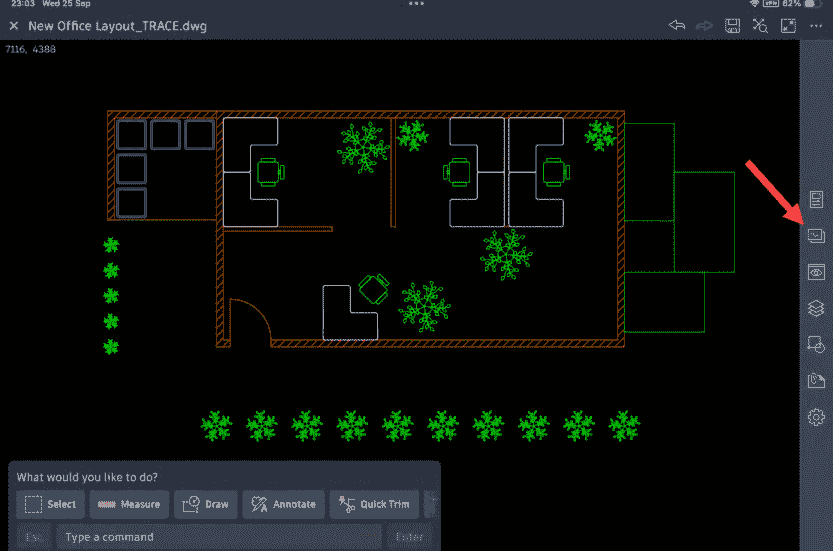 23:03 Wed 25 Sep
VPN 82%
New Office Layout_TRACE.dwg
7116, 4388
What would you like to do?
Select Measure Draw Annotate Quick Trim
Esc Type a command Enter